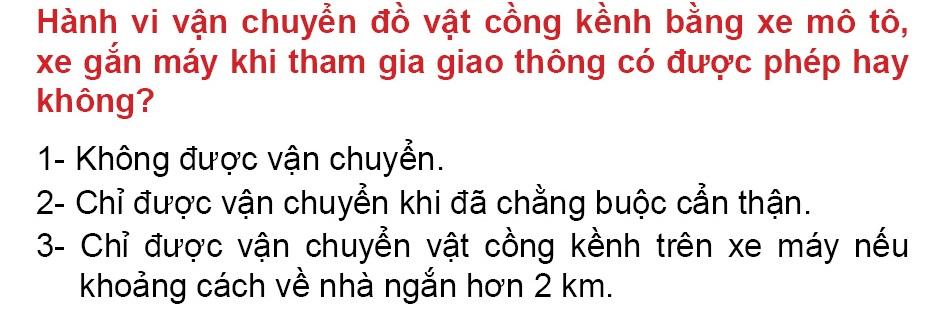 Hành vi vận chuyển đồ vật cồng kềnh bằng xe mô tô,
xe gắn máy khi tham gia giao thông có được phép hay
không?
1- Không được vận chuyển.
2- Chỉ được vận chuyển khi đã chằng buộc cẩn thận.
3- Chỉ được vận chuyển vật cồng kềnh trên xe máy nếu
khoảng cách về nhà ngắn hơn 2 km.